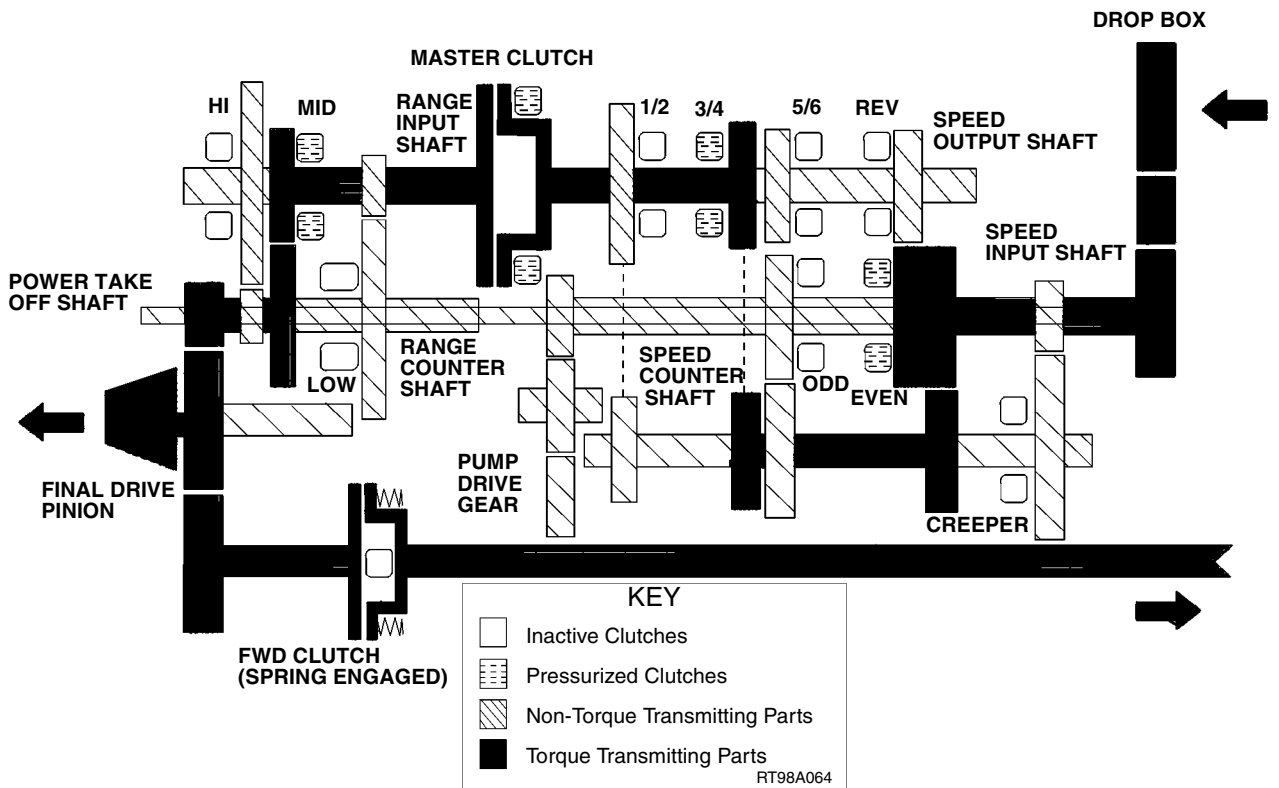 DROP BOX
MASTER CLUTCH
HI
MID
RANGE
INPUT
SHAFT
1/2
3/4
5/6
REV
SPEED
OUTPUT SHAFT
SPEED
INPUT SHAFT
POWER TAKE
OFF SHAFT
LOW
RANGE
COUNTER
SHAFT
SPEED
COUNTER
SHAFT
ODD
EVEN
FINAL DRIVE
PINION
PUMP
DRIVE
GEAR
CREEPER
FWD CLUTCH
(SPRING ENGAGED)
KEY
Inactive Clutches
Pressurized Clutches
Non-Torque Transmitting Parts
Torque Transmitting Parts
RT98A064